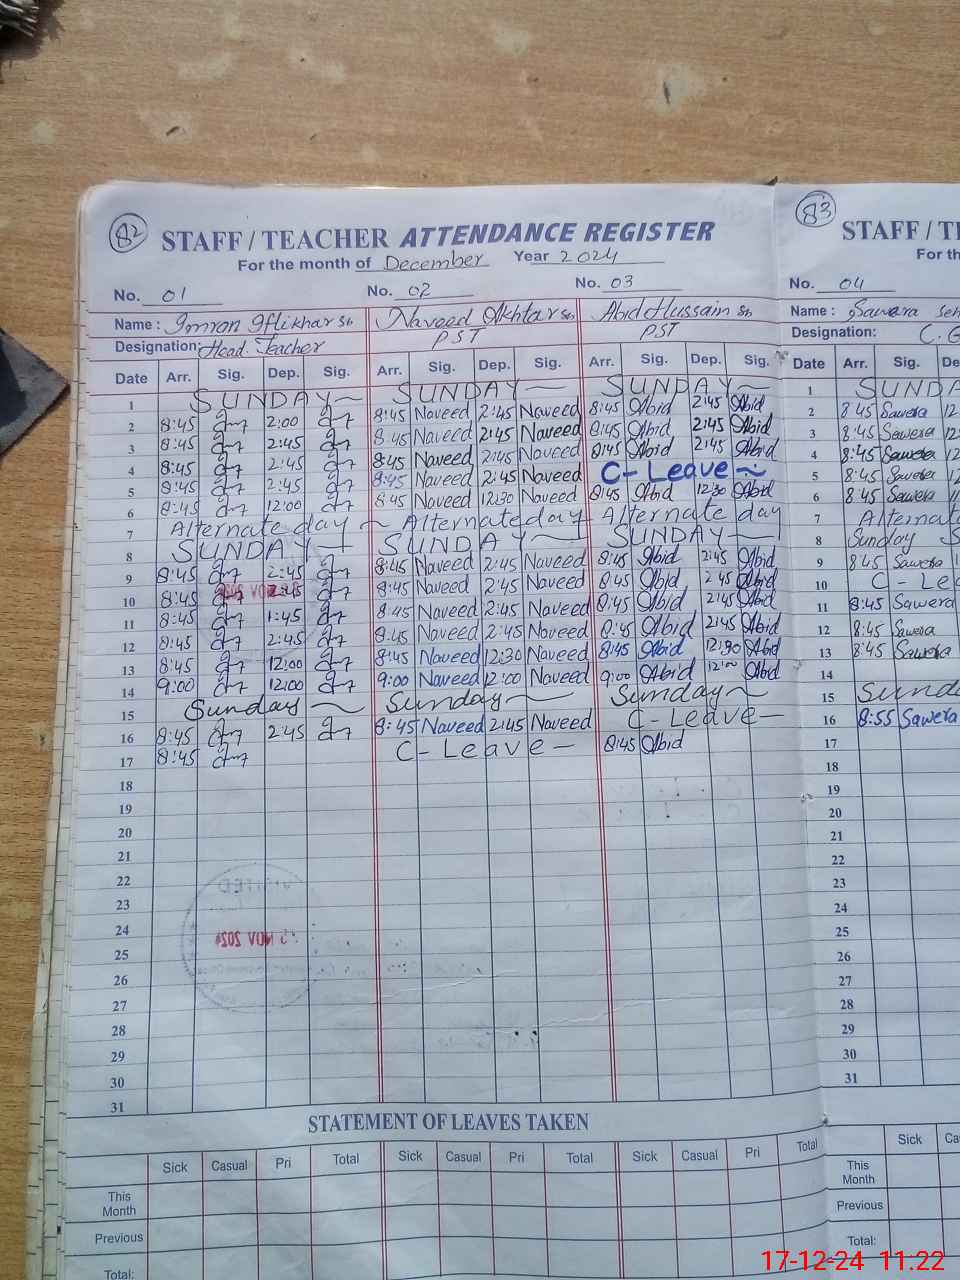 82
STAFF / TEACHER ATTENDANCE REGISTER
For the month of December Year 2024
No. 01 No. 02 No. 03
Name : Imran Iftikhar Sb Naveed Akhtar Sb Abid Hussain Sb
Designation: Head Teacher PST PST
Date Arr. Sig. Dep. Sig. Arr. Sig. Dep. Sig. Arr. Sig. Dep. Sig.
1 SUNDAY SUNDAY SUNDAY
2 8:45 2:00 8:45 Naveed 2:45 Naveed 8:45 Abid 2:45 Abid
3 8:45 2:45 8:45 Naveed 2:45 Naveed 8:45 Abid 2:45 Abid
4 8:45 2:45 8:45 Naveed 2:45 Naveed 8:45 Abid 2:45 Abid
5 8:45 2:45 8:45 Naveed 2:45 Naveed C-Leave
6 8:45 12:00 8:45 Naveed 12:30 Naveed 8:45 Abid 12:30 Abid
7 Alternate day Alternate day Alternate day
8 SUNDAY SUNDAY SUNDAY
9 8:45 2:45 8:45 Naveed 2:45 Naveed 8:45 Abid 2:45 Abid
10 8:45 2:45 8:45 Naveed 2:45 Naveed 8:45 Abid 2:45 Abid
11 8:45 1:45 8:45 Naveed 2:45 Naveed 8:45 Abid 2:45 Abid
12 8:45 2:45 8:45 Naveed 2:45 Naveed 8:45 Abid 2:45 Abid
13 8:45 12:00 8:45 Naveed 12:30 Naveed 8:45 Abid 12:30 Abid
14 9:00 12:00 9:00 Naveed 12:00 Naveed 9:00 Abid 12:00 Abid
15 Sunday Sunday Sunday
16 8:45 2:45 8:45 Naveed 2:45 Naveed C-Leave
17 8:45 C-Leave 8:45 Abid
18
19
20
21
22
23
24
25
26
27
28
29
30
31
STATEMENT OF LEAVES TAKEN
Sick Casual Pri Total Sick Casual Pri Total Sick Casual Pri Total
This Month
Previous
Total:
83
STAFF / TE
For th
No. 04
Name : Sawara Seh
Designation: C.G
Date Arr. Sig. De
1 SUNDA
2 8:45 Sawera 12
3 8:45 Sawera 12
4 8:45 Sawera 12
5 8:45 Sawera 12
6 8:45 Sawera 11
7 Alternat
8 Sunday S
9 8:45 Sawera 1
10 C - Le
11 8:45 Sawera
12 8:45 Sawera
13 8:45 Sawera
14
15 Sunda
16 8:55 Sawera
17
18
19
20
21
22
23
24
25
26
27
28
29
30
31
Sick Ca
This Month
Previous
Total:
17-12-24 11.22